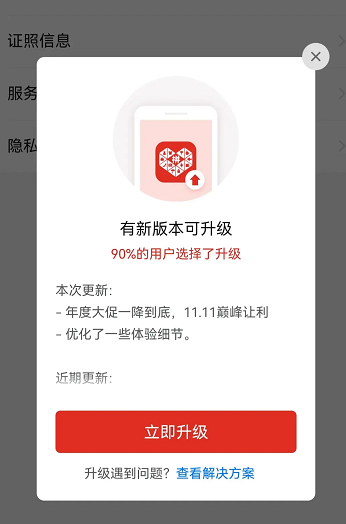 证照信息
服务
隐私
拼
有新版本可升级
90%的用户选择了升级
本次更新:
- 年度大促一降到底，11.11巅峰让利
- 优化了一些体验细节。
近期更新:
立即升级
升级遇到问题？查看解决方案